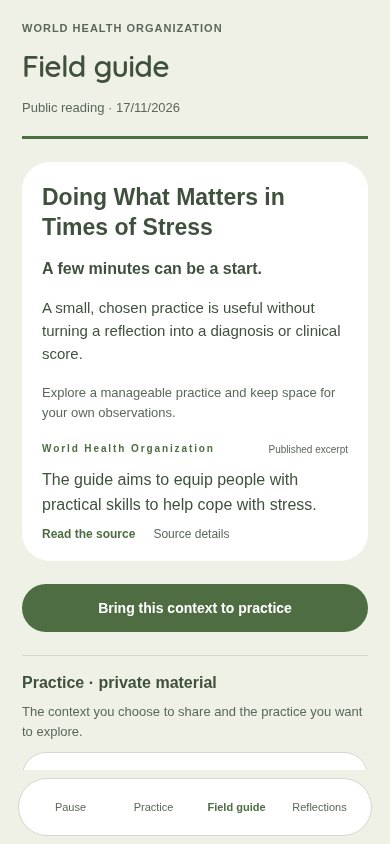 WORLD HEALTH ORGANIZATION
Field guide
Public reading · 17/11/2026
Doing What Matters in
Times of Stress
A few minutes can be a start.
A small, chosen practice is useful without
turning a reflection into a diagnosis or clinical
score.
Explore a manageable practice and keep space for
your own observations.
World Health Organization Published excerpt
The guide aims to equip people with
practical skills to help cope with stress.
Read the source Source details
Bring this context to practice
Practice · private material
The context you choose to share and the practice you want
to explore.
Pause Practice Field guide Reflections